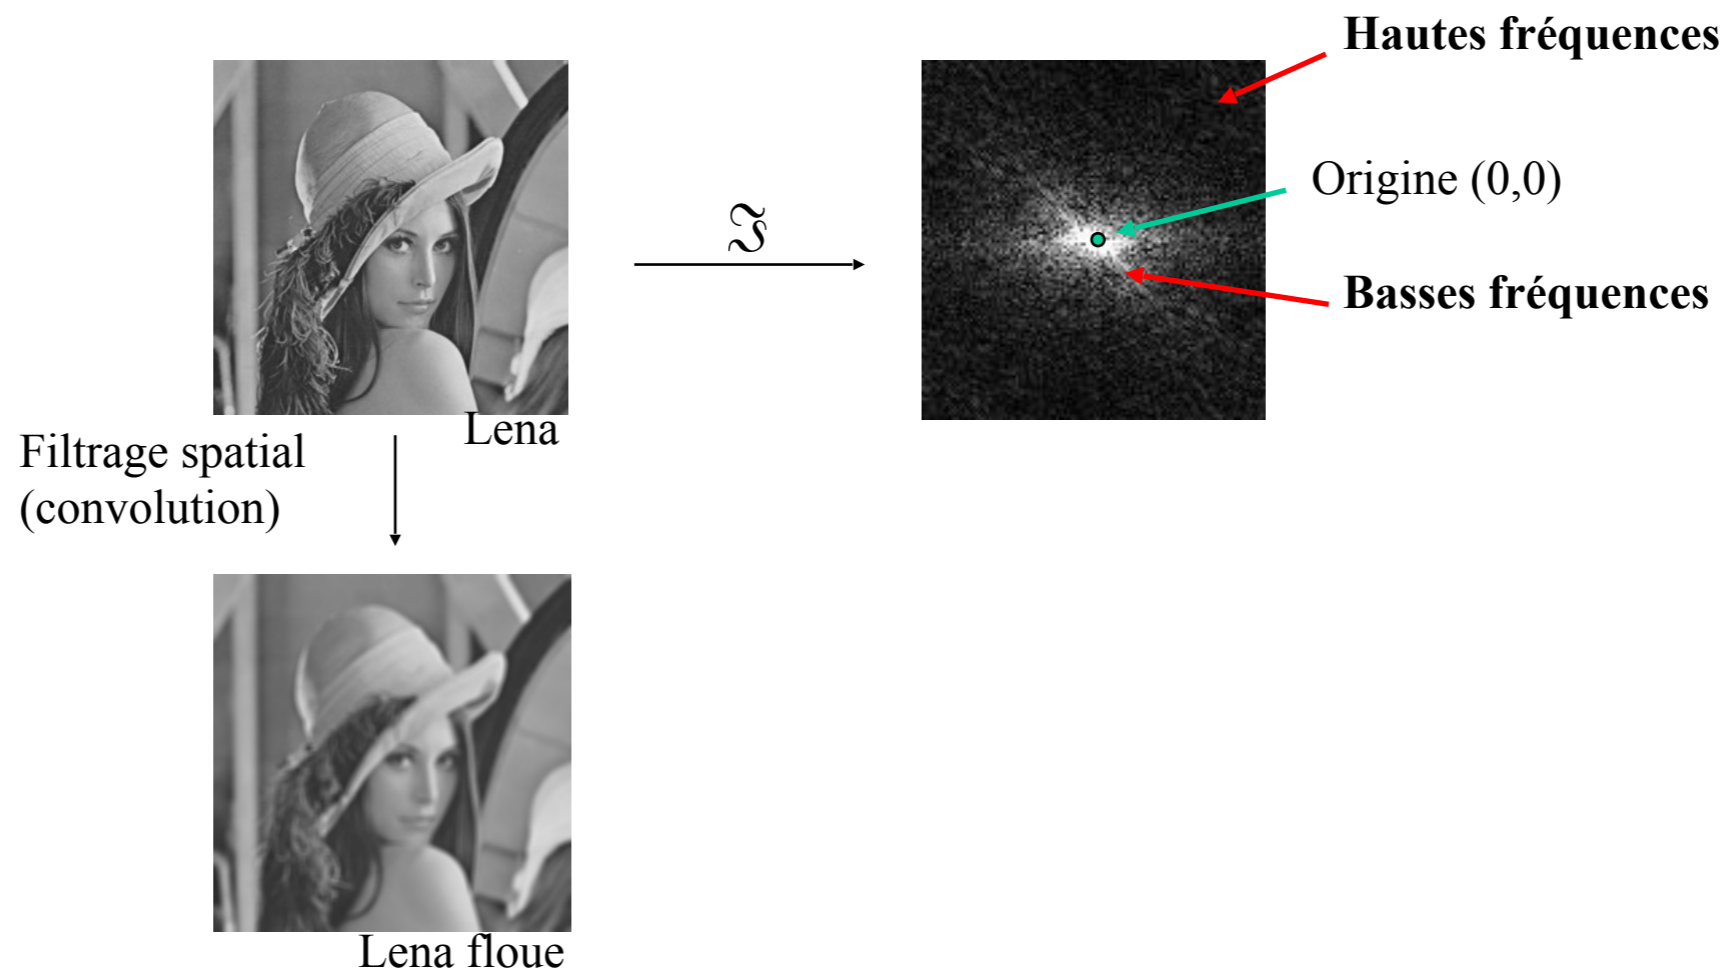 Hautes fréquences
Origine (0,0)
ℑ
Basses fréquences
Lena
Filtrage spatial
(convolution)
Lena floue